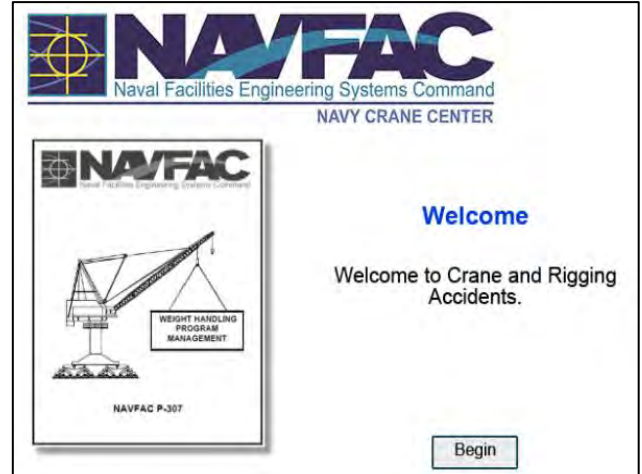 NAVFAC
Naval Facilities Engineering Systems Command
NAVY CRANE CENTER
NAVFAC
Naval Facilities Engineering Systems Command
WEIGHT HANDLING
PROGRAM
MANAGEMENT
NAVFAC P-307
Welcome
Welcome to Crane and Rigging
Accidents.
Begin